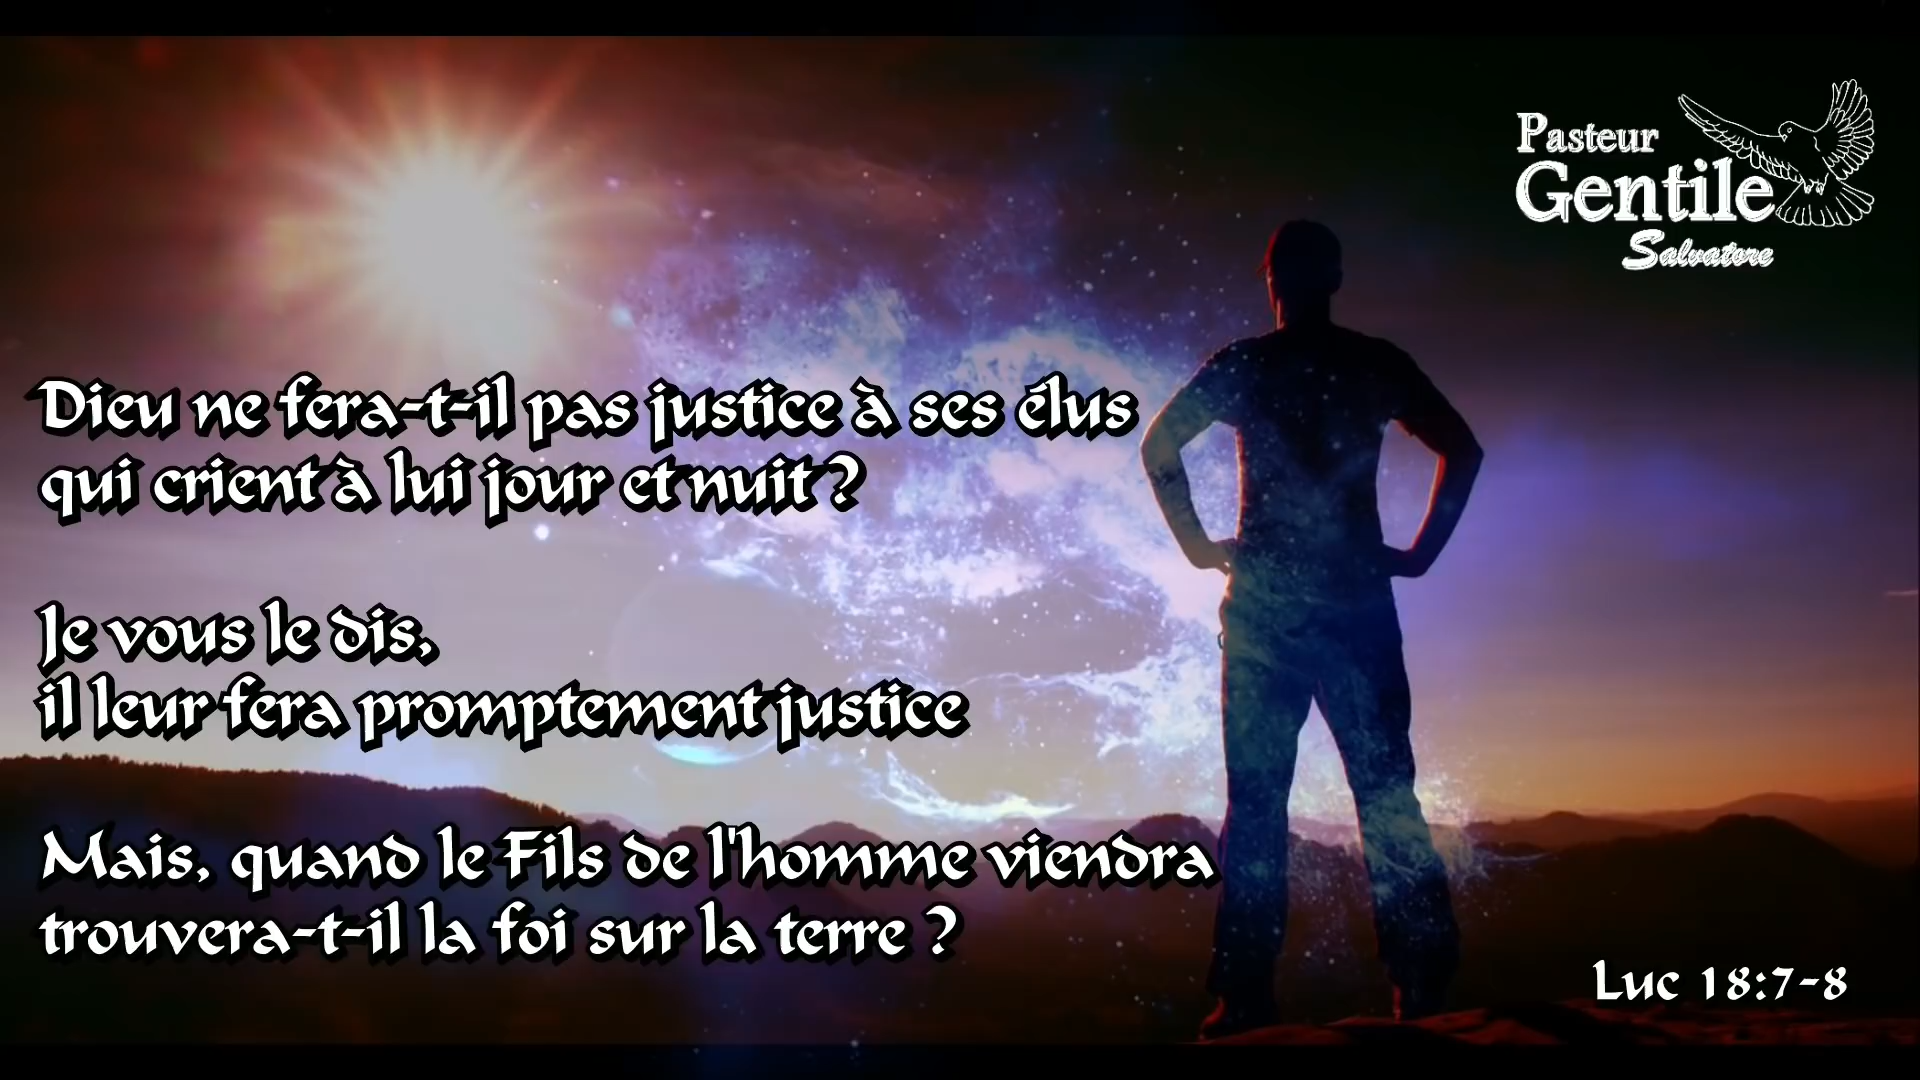 Pasteur
Gentile
Salvatore
Dieu ne fera-t-il pas justice à ses élus
qui crient à lui jour et nuit ?
Je vous le dis,
il leur fera promptement justice
Mais, quand le Fils de l'homme viendra
trouvera-t-il la foi sur la terre ?
Luc 18:7-8